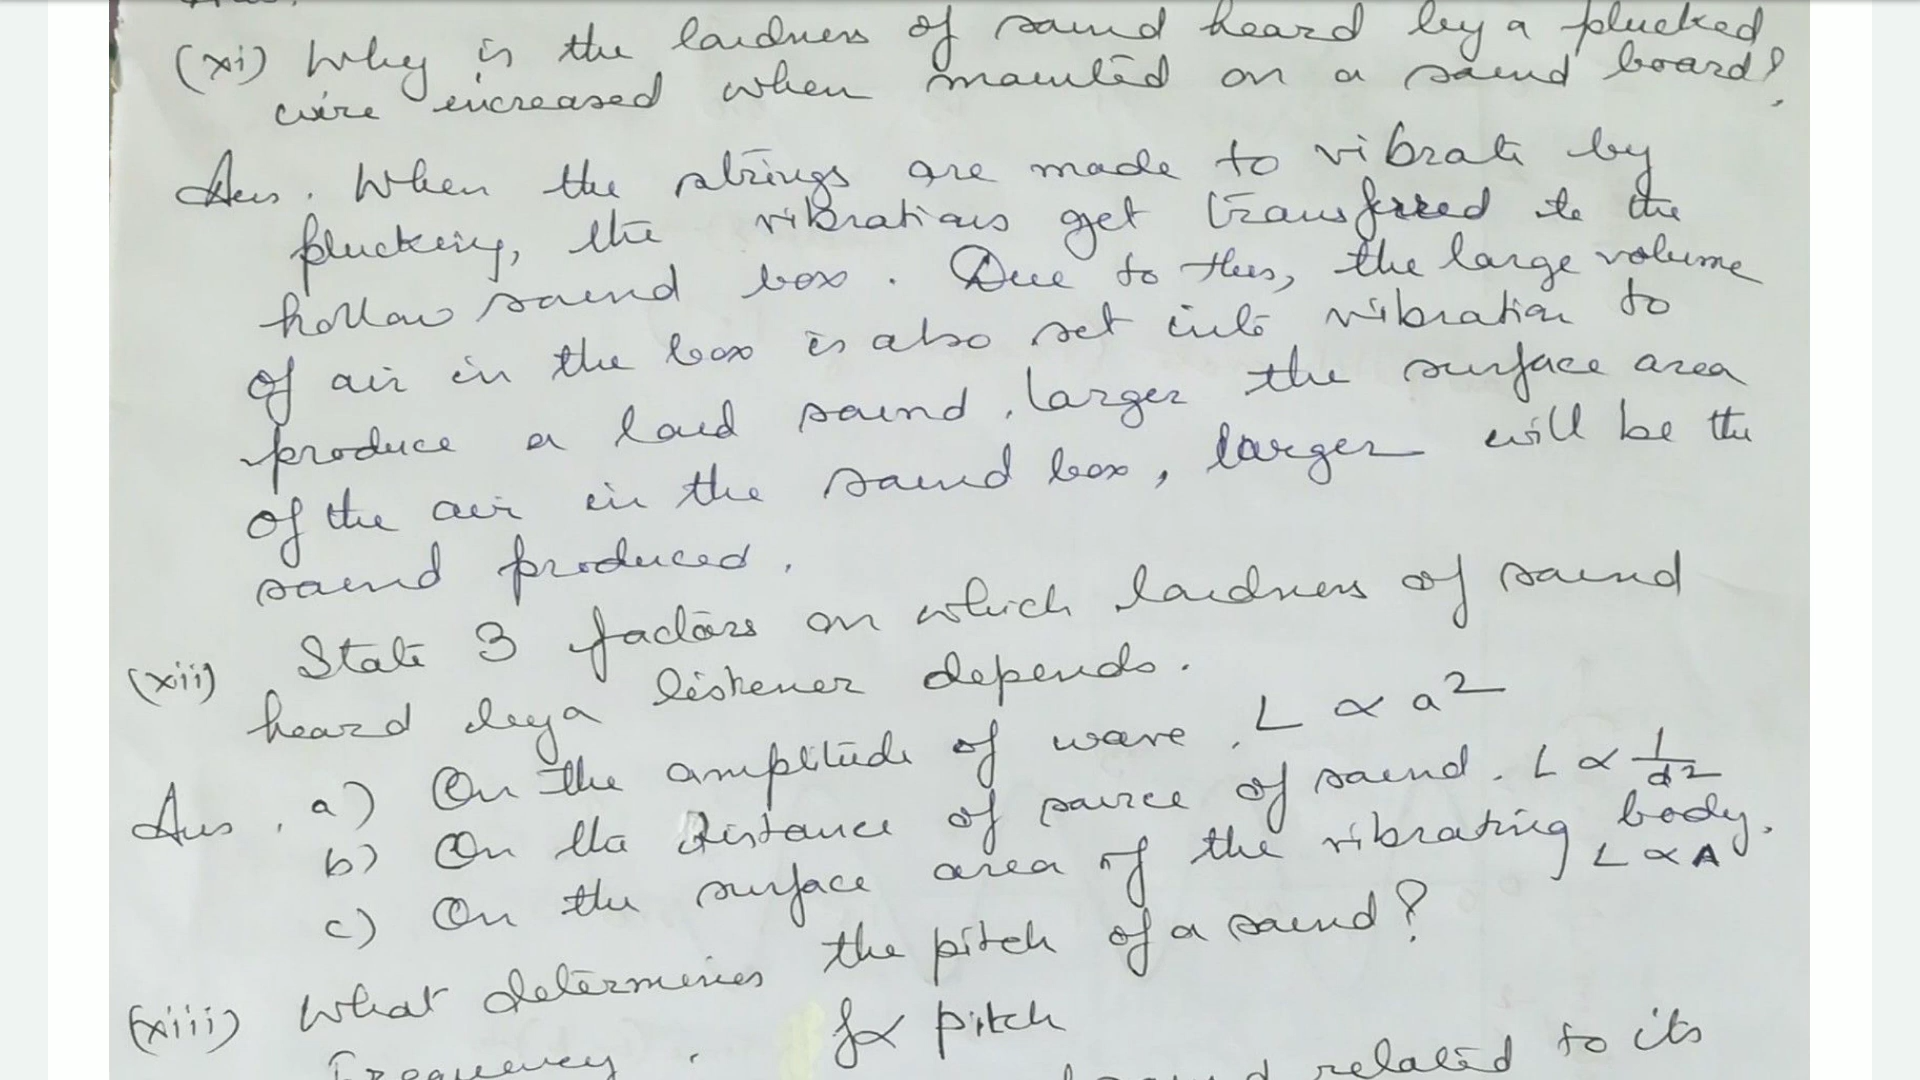 (xi) Why is the loudness of sound heard by a plucked
wire increased when mounted on a sound board?
Ans. When the strings are made to vibrate by
plucking, the vibrations get transferred to the
hollow sound box. Due to this, the large volume
of air in the box is also set into vibration to
produce a loud sound. Larger the surface area
of the air in the sound box, larger will be the
sound produced.
(xii) State 3 factors on which loudness of sound
heard by a listener depends.
Ans. a) On the amplitude of wave. L ∝ a²
b) On the distance of source of sound. L ∝ 1/d²
c) On the surface area of the vibrating body.
L ∝ A
(xiii) What determines the pitch of a sound?
Frequency. f ∝ pitch
related to its